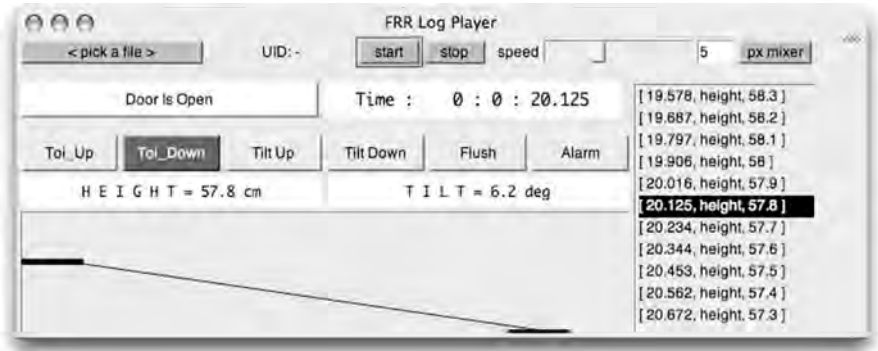 FRR Log Player
< pick a file > UID: - start stop speed 5 px mixer
Door Is Open Time : 0 : 0 : 20.125
Toi_Up Toi_Down Tilt Up Tilt Down Flush Alarm
H E I G H T = 57.8 cm T I L T = 6.2 deg
[ 19.578, height, 58.3 ]
[ 19.687, height, 58.2 ]
[ 19.797, height, 58.1 ]
[ 19.906, height, 58 ]
[ 20.016, height, 57.9 ]
[ 20.125, height, 57.8 ]
[ 20.234, height, 57.7 ]
[ 20.344, height, 57.6 ]
[ 20.453, height, 57.5 ]
[ 20.562, height, 57.4 ]
[ 20.672, height, 57.3 ]